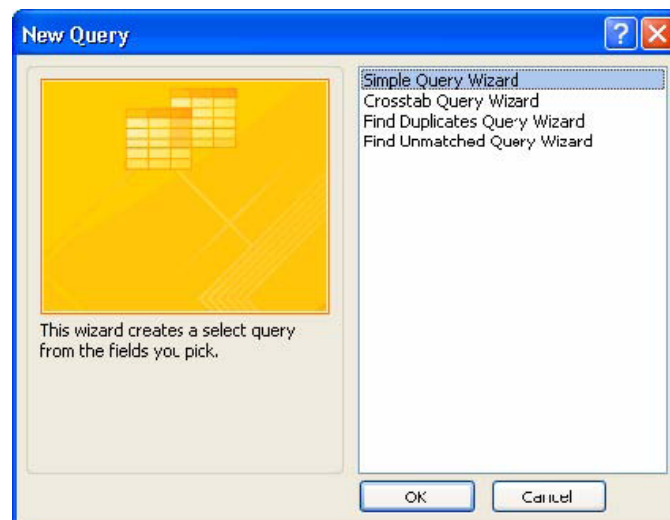 New Query
?
Simple Query Wizard
Crosstab Query Wizard
Find Duplicates Query Wizard
Find Unmatched Query Wizard
This wizard creates a select query
from the fields you pick.
OK
Cancel